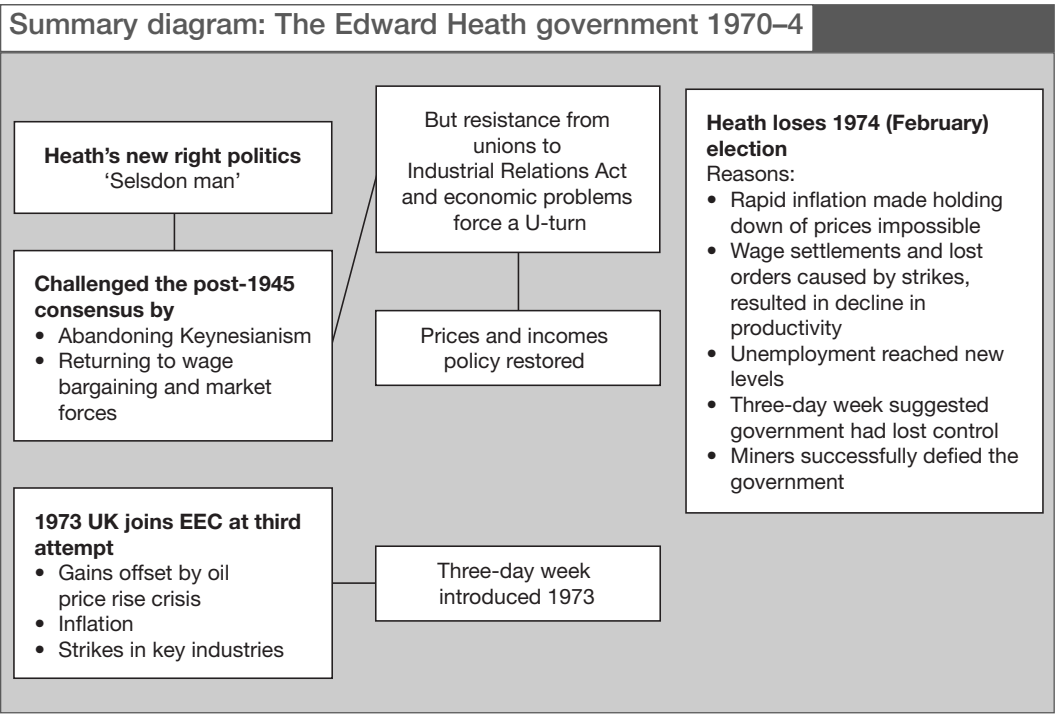 Summary diagram: The Edward Heath government 1970–4
Heath's new right politics
‘Selsdon man’
Challenged the post-1945
consensus by
• Abandoning Keynesianism
• Returning to wage
bargaining and market
forces
But resistance from
unions to
Industrial Relations Act
and economic problems
force a U-turn
Prices and incomes
policy restored
1973 UK joins EEC at third
attempt
• Gains offset by oil
price rise crisis
• Inflation
• Strikes in key industries
Three-day week
introduced 1973
Heath loses 1974 (February)
election
Reasons:
• Rapid inflation made holding
down of prices impossible
• Wage settlements and lost
orders caused by strikes,
resulted in decline in
productivity
• Unemployment reached new
levels
• Three-day week suggested
government had lost control
• Miners successfully defied the
government